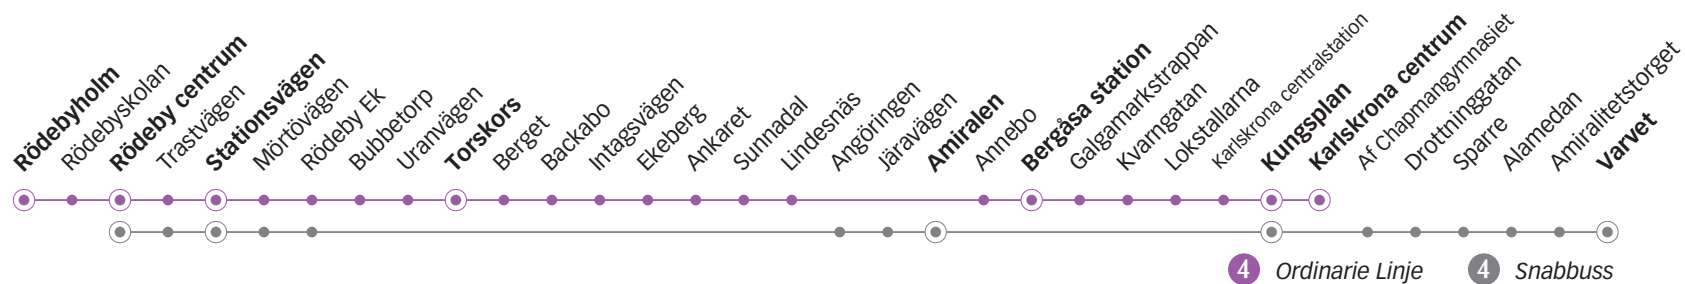 Rödebyholm
Rödebyskolan
Rödeby centrum
Trastvägen
Stationsvägen
Mörtövägen
Rödeby Ek
Bubbetorp
Uranvägen
Torskors
Berget
Backabo
Intagsvägen
Ekeberg
Ankaret
Sunnadal
Lindesnäs
Angöringen
Järavägen
Amiralen
Annebo
Bergåsa station
Galgamarkstrappan
Kvarngatan
Lokstallarna
Karlskrona centralstation
Kungsplan
Karlskrona centrum
Af Chapmangymnasiet
Drottninggatan
Sparre
Alamedan
Amiralitetstorget
Varvet
4 Ordinarie Linje
4 Snabbuss